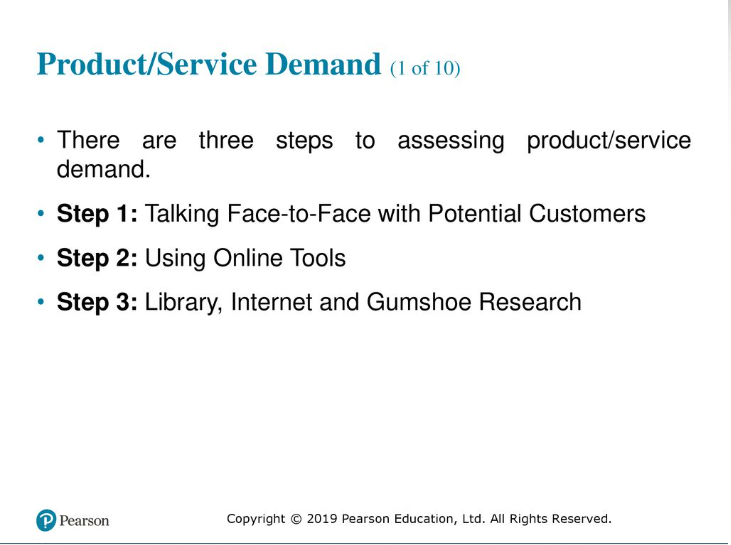 Product/Service Demand (1 of 10)
• There are three steps to assessing product/service
demand.
• Step 1: Talking Face-to-Face with Potential Customers
• Step 2: Using Online Tools
• Step 3: Library, Internet and Gumshoe Research
Pearson
Copyright © 2019 Pearson Education, Ltd. All Rights Reserved.